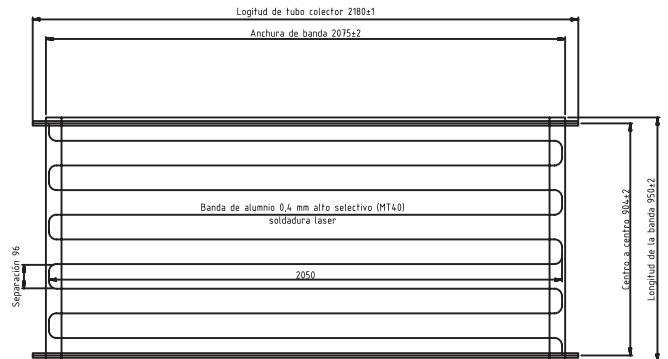 Logitud de tubo colector 2180±1
Anchura de banda 2075±2
Banda de alumnio 0,4 mm alto selectivo (MT40)
soldadura laser
2050
Separación 96
Centro a centro 904±2
Longitud de la banda 950±2